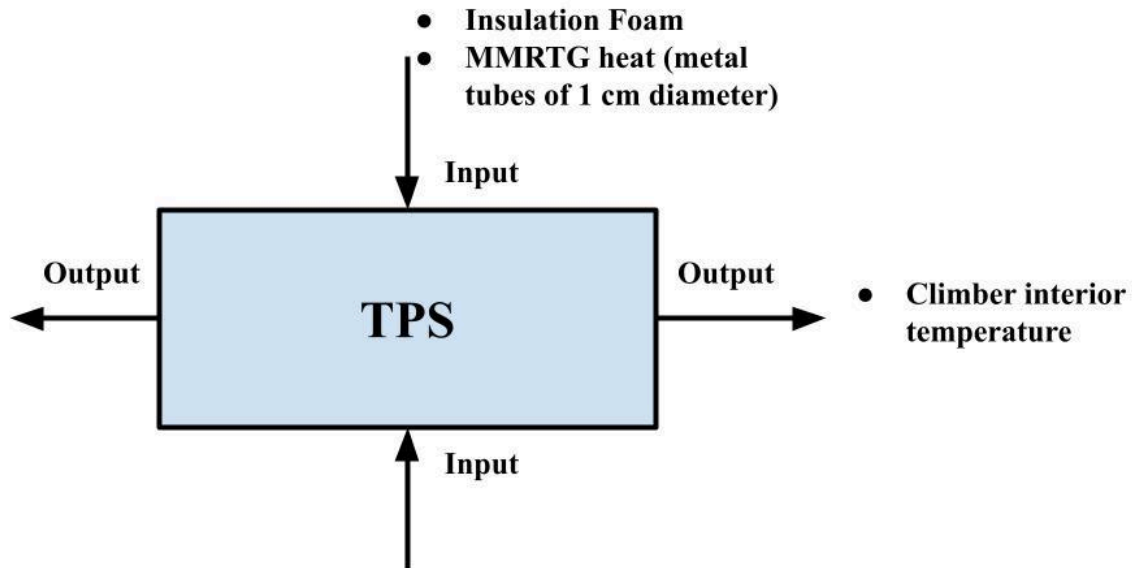 ● Insulation Foam
● MMRTG heat (metal
tubes of 1 cm diameter)
Input
Output
TPS
Output
● Climber interior
temperature
Input